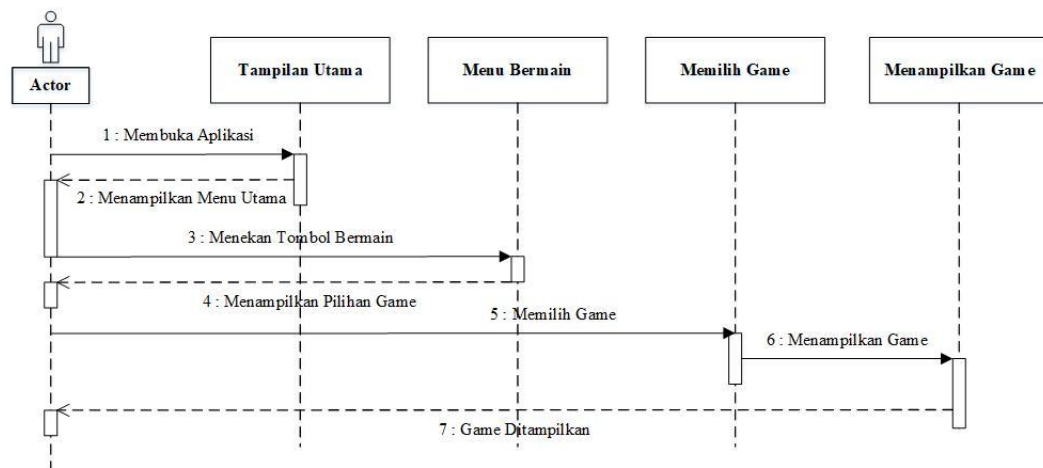 Actor
Tampilan Utama
Menu Bermain
Memilih Game
Menampilkan Game
1 : Membuka Aplikasi
2 : Menampilkan Menu Utama
3 : Menekan Tombol Bermain
4 : Menampilkan Pilihan Game
5 : Memilih Game
6 : Menampilkan Game
7 : Game Ditampilkan